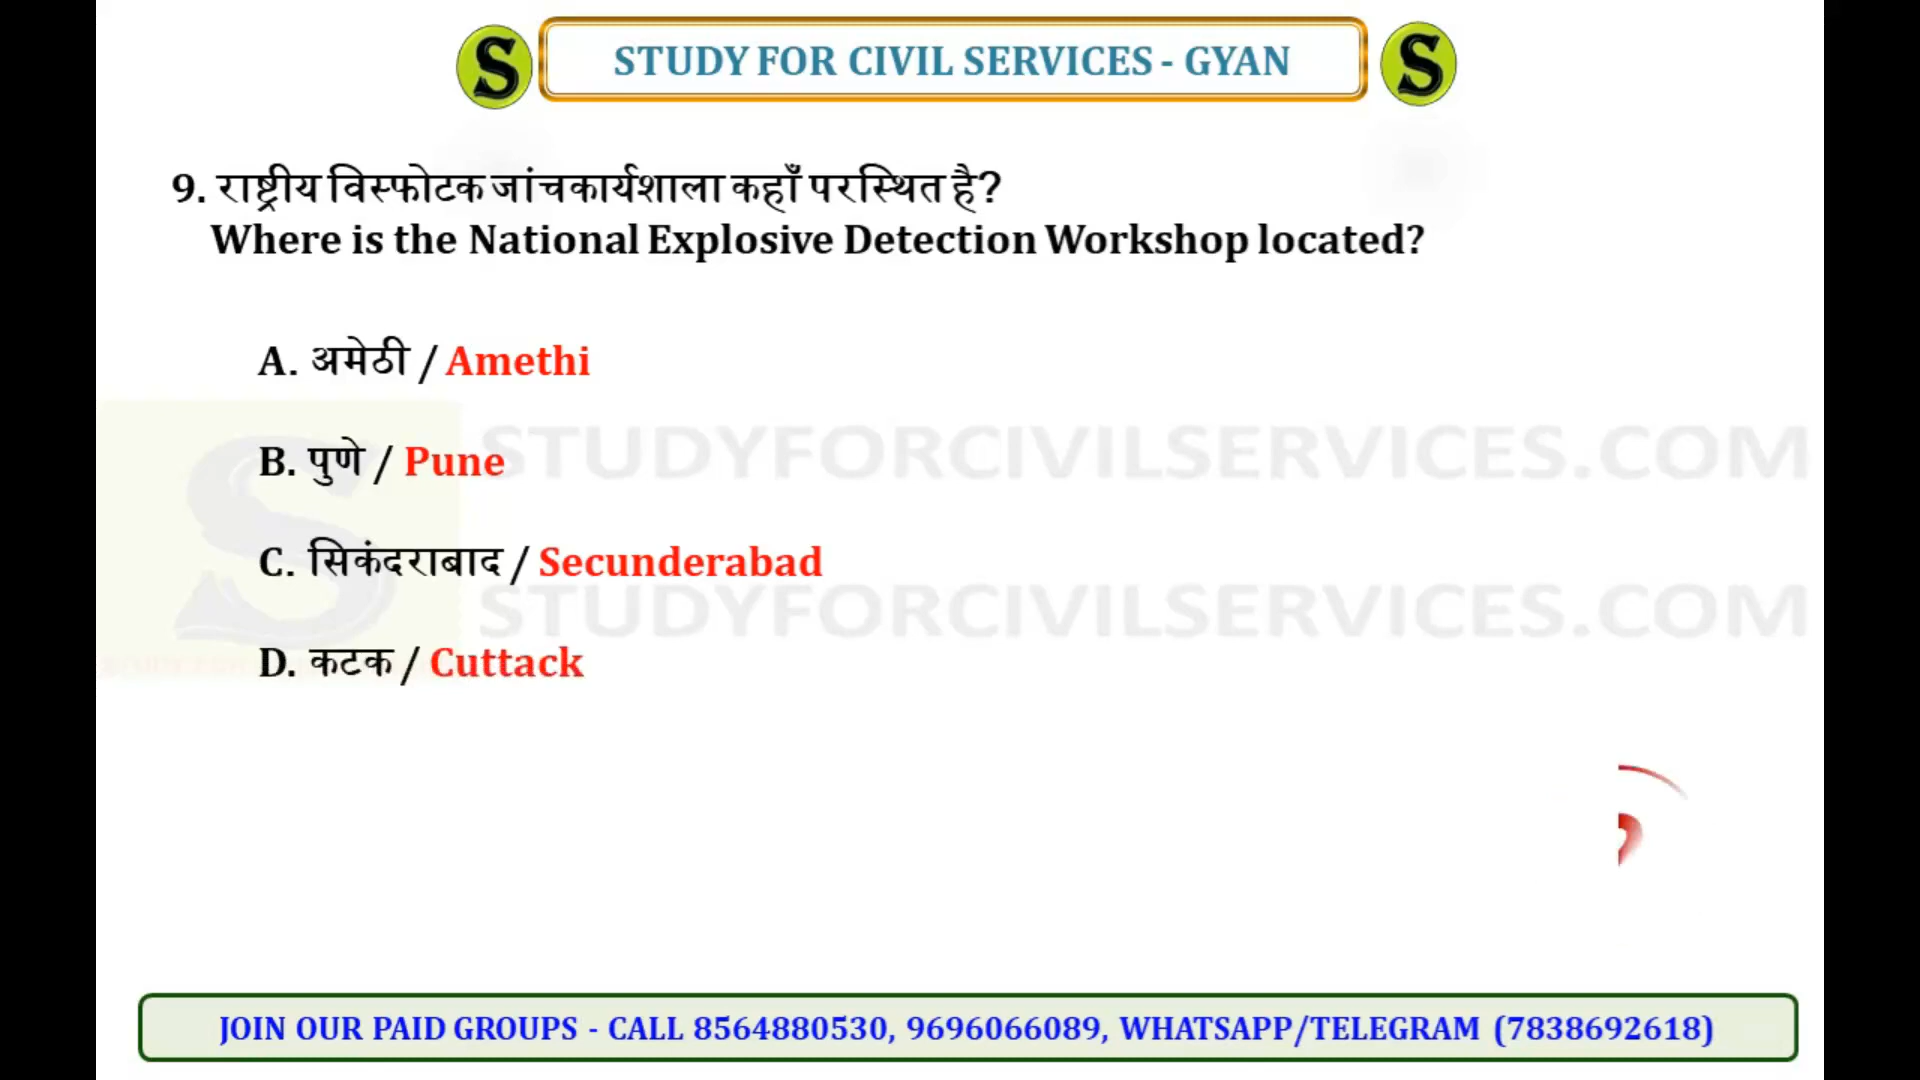 S STUDY FOR CIVIL SERVICES - GYAN S
9. राष्ट्रीय विस्फोटक जांच कार्यशाला कहाँ पर स्थित है?
Where is the National Explosive Detection Workshop located?
A. अमेठी / Amethi
STUDYFORCIVILSERVICES.COM
B. पुणे / Pune
C. सिकंदराबाद / Secunderabad
STUDYFORCIVILSERVICES.COM
D. कटक / Cuttack
JOIN OUR PAID GROUPS - CALL 8564880530, 9696066089, WHATSAPP/TELEGRAM (7838692618)